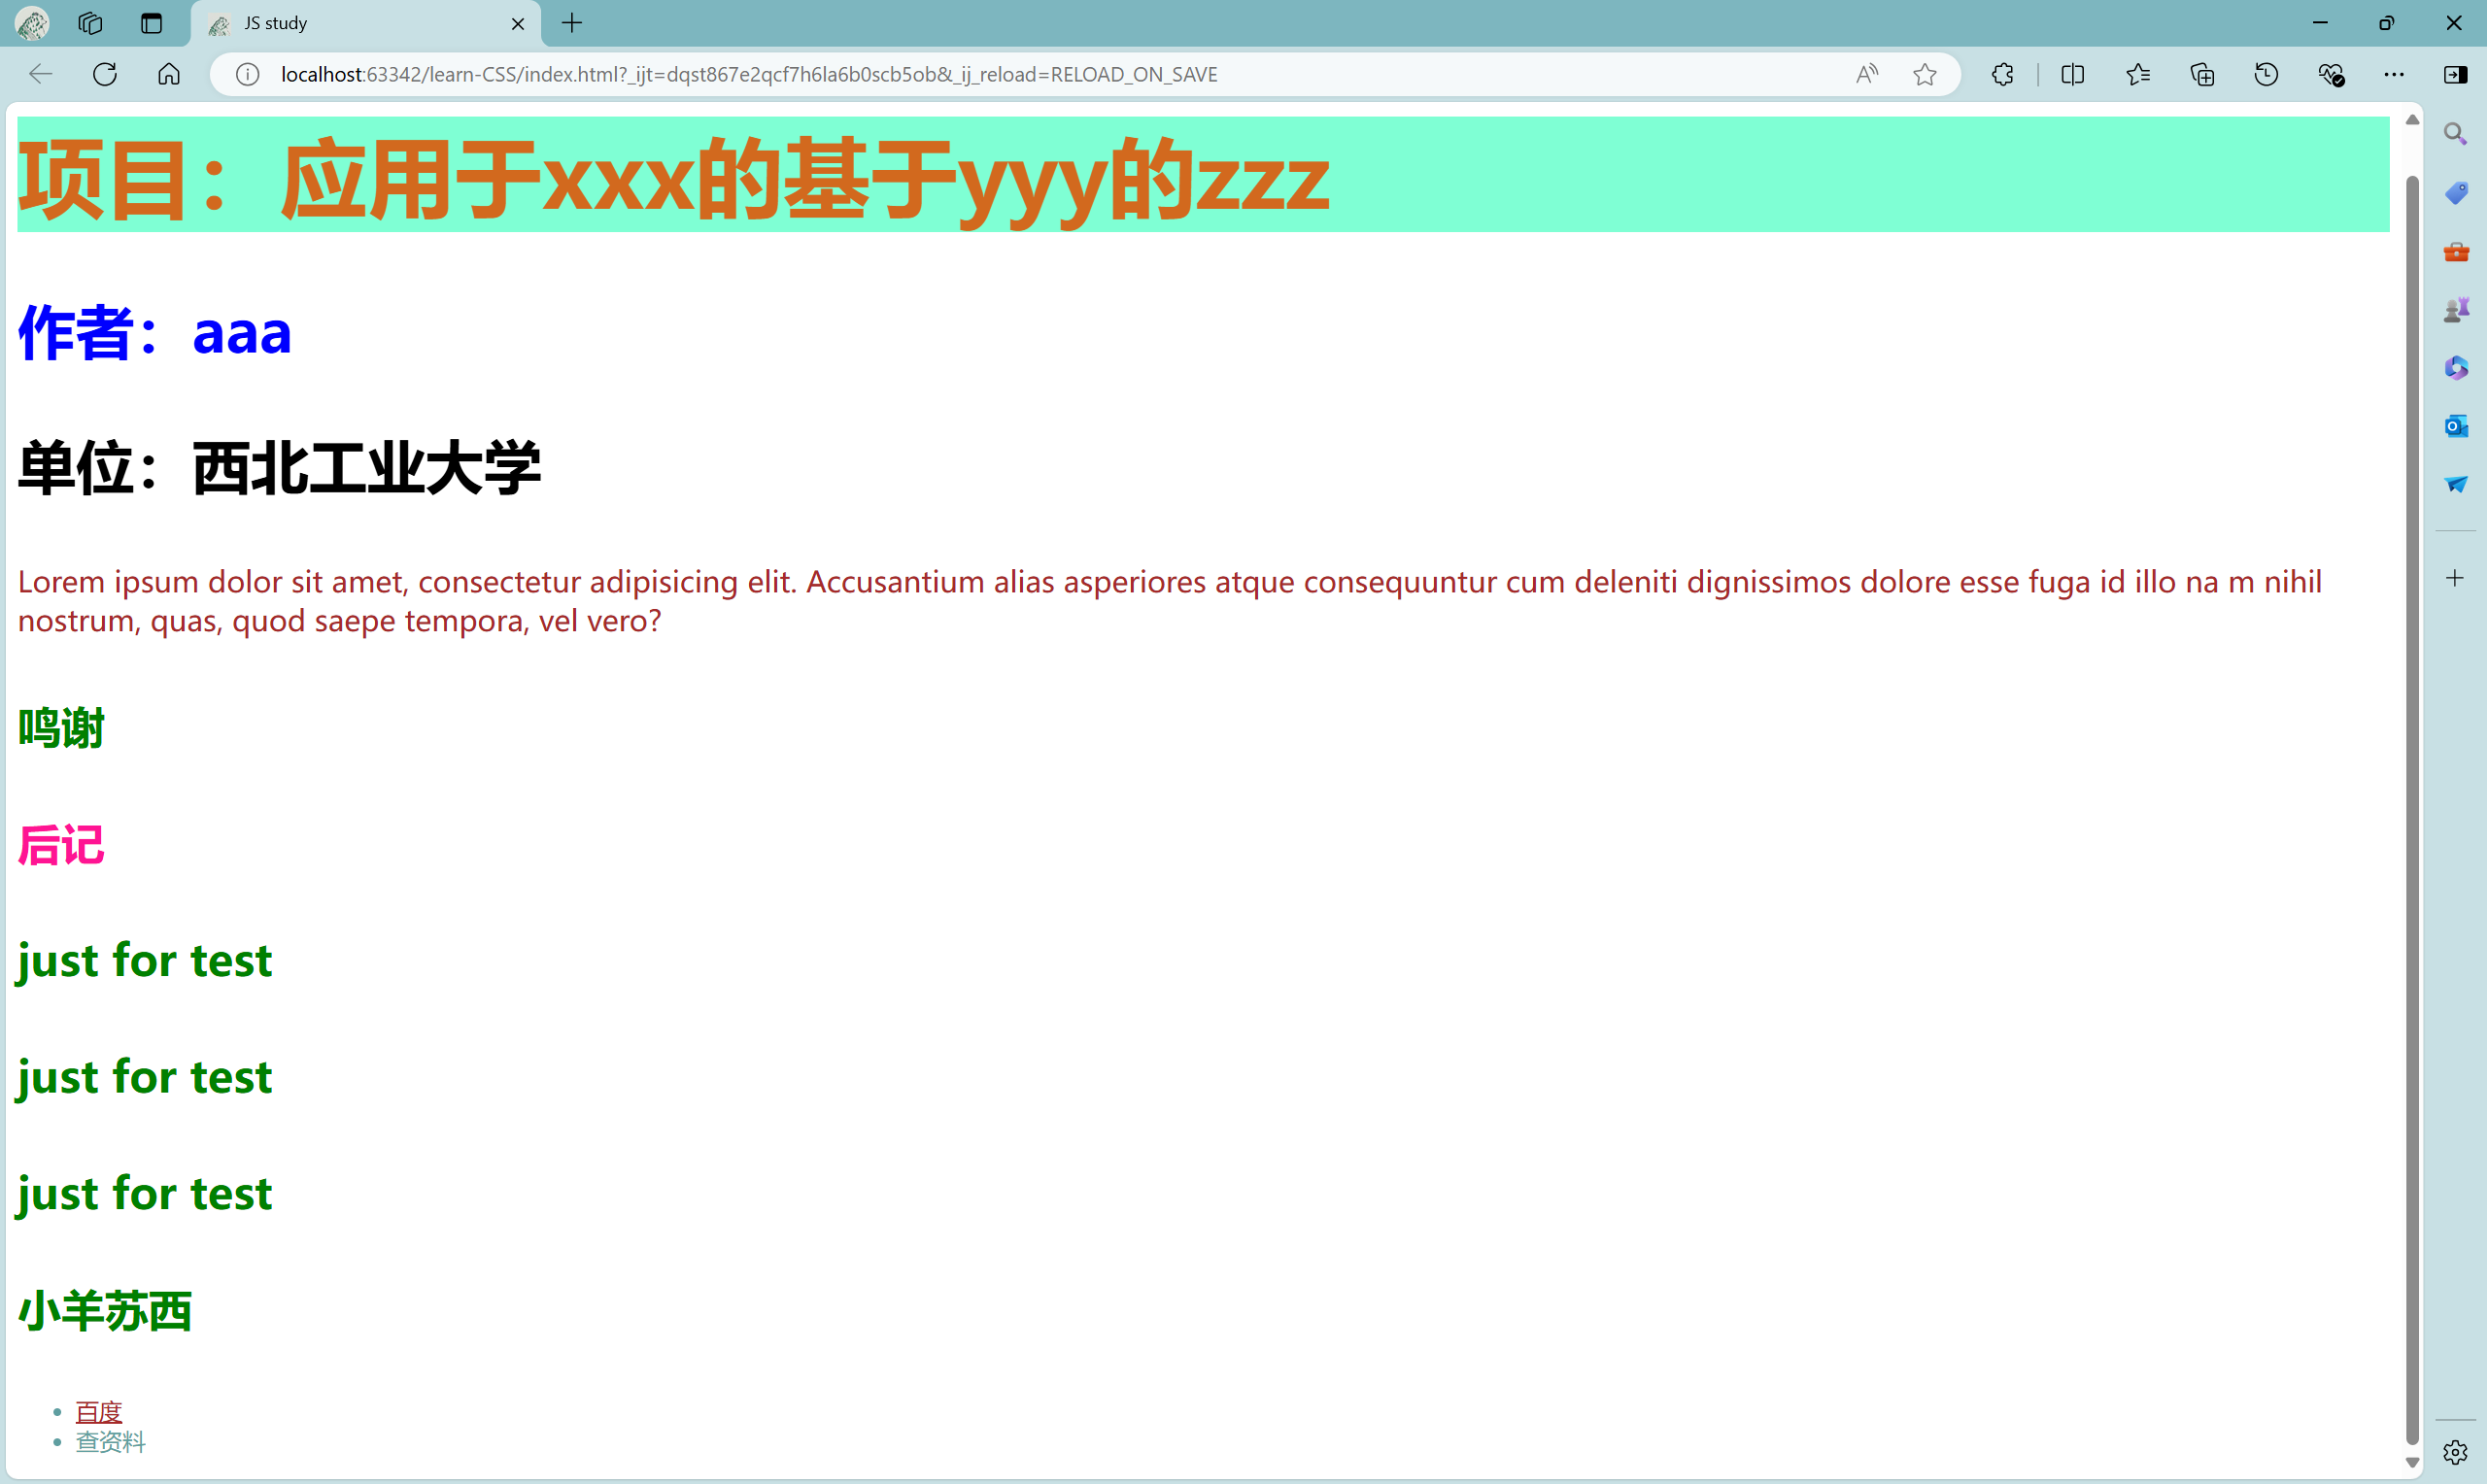 JS study
localhost:63342/learn-CSS/index.html?_ijt=dqst867e2qcf7h6la6b0scb5ob&_ij_reload=RELOAD_ON_SAVE
项目：应用于xxx的基于yyy的zzz
作者：aaa
单位：西北工业大学
Lorem ipsum dolor sit amet, consectetur adipisicing elit. Accusantium alias asperiores atque consequuntur cum deleniti dignissimos dolore esse fuga id illo na m nihil
nostrum, quas, quod saepe tempora, vel vero?
鸣谢
后记
just for test
just for test
just for test
小羊苏西
百度
查资料